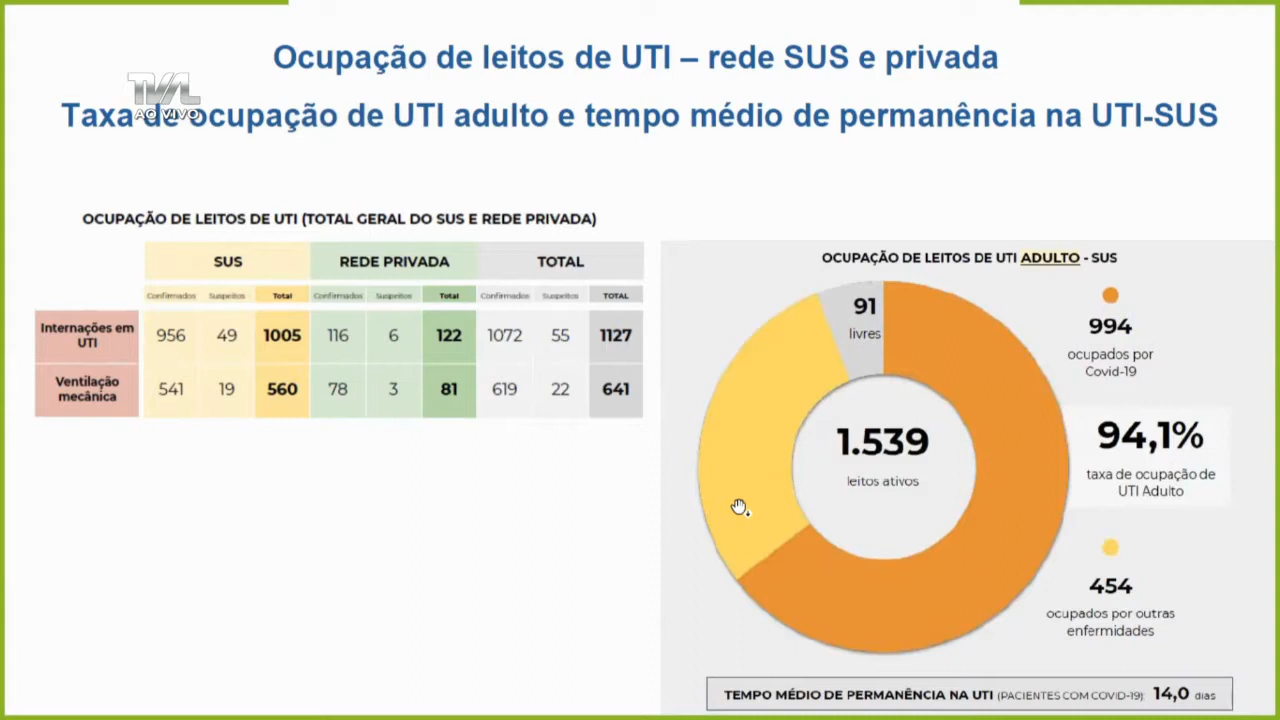 Ocupação de leitos de UTI – rede SUS e privada
TVAL
AO VIVO
Taxa de ocupação de UTI adulto e tempo médio de permanência na UTI-SUS
OCUPAÇÃO DE LEITOS DE UTI (TOTAL GERAL DO SUS E REDE PRIVADA)
SUS REDE PRIVADA TOTAL
Confirmados Suspeitos Total Confirmados Suspeitos Total Confirmados Suspeitos TOTAL
Internações em
UTI
956 49 1005 116 6 122 1072 55 1127
Ventilação
mecânica
541 19 560 78 3 81 619 22 641
OCUPAÇÃO DE LEITOS DE UTI ADULTO - SUS
91
livres
1.539
leitos ativos
994
ocupados por
Covid-19
94,1%
taxa de ocupação de
UTI Adulto
454
ocupados por outras
enfermidades
TEMPO MÉDIO DE PERMANÊNCIA NA UTI (PACIENTES COM COVID-19): 14,0 dias